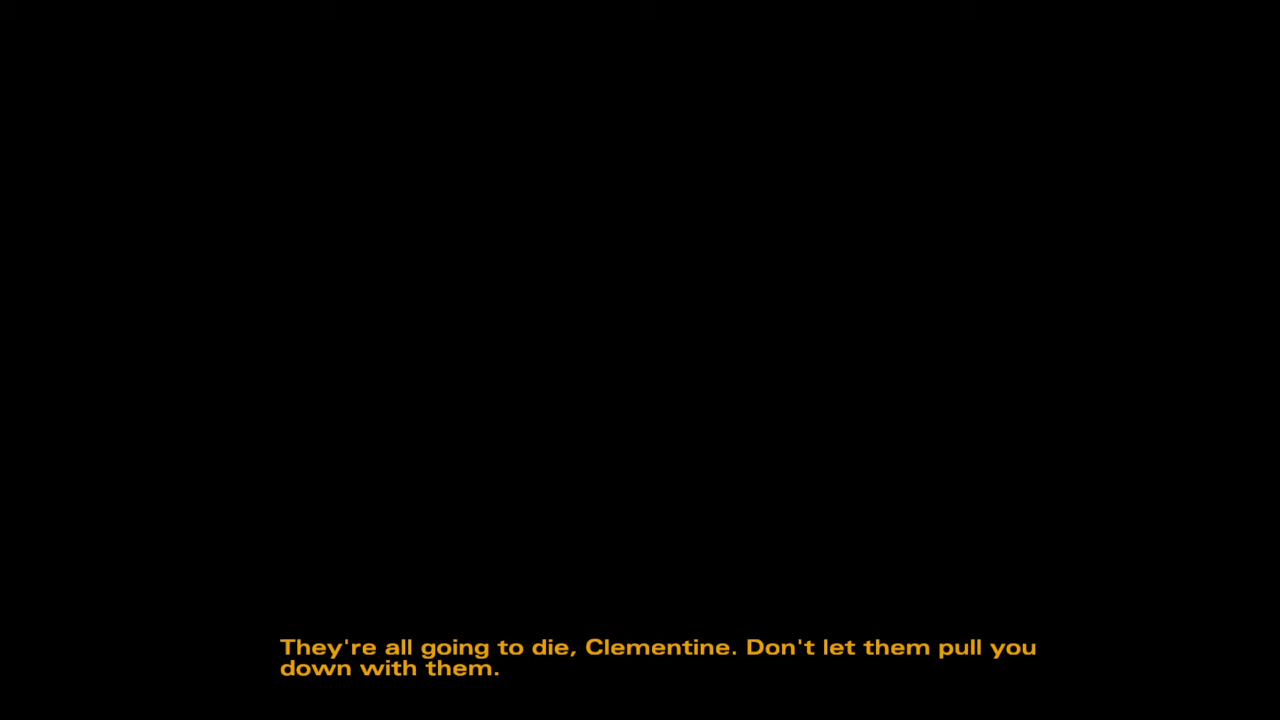 They're all going to die, Clementine. Don't let them pull you
down with them.